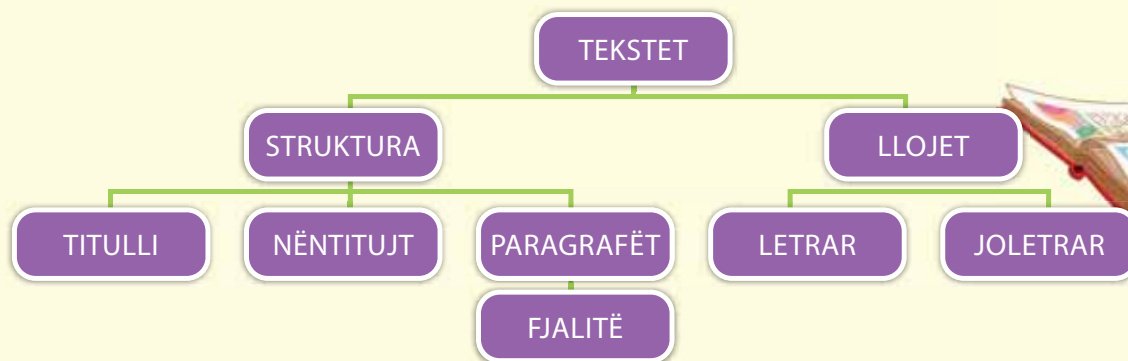 TEKSTET
STRUKTURA
LLOJET
TITULLI
NËNTITUJT
PARAGRAFËT
LETRAR
JOLETRAR
FJALITË